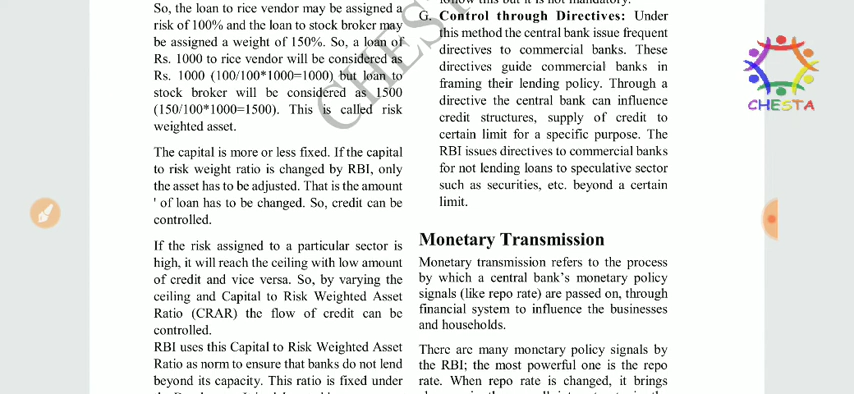 So, the loan to rice vendor may be assigned a
risk of 100% and the loan to stock broker may
be assigned a weight of 150%. So, a loan of
Rs. 1000 to rice vendor will be considered as
Rs. 1000 (100/100*1000=1000) but loan to
stock broker will be considered as 1500
(150/100*1000=1500). This is called risk
weighted asset.
The capital is more or less fixed. If the capital
to risk weight ratio is changed by RBI, only
the asset has to be adjusted. That is the amount
' of loan has to be changed. So, credit can be
controlled.
If the risk assigned to a particular sector is
high, it will reach the ceiling with low amount
of credit and vice versa. So, by varying the
ceiling and Capital to Risk Weighted Asset
Ratio (CRAR) the flow of credit can be
controlled.
RBI uses this Capital to Risk Weighted Asset
Ratio as norm to ensure that banks do not lend
beyond its capacity. This ratio is fixed under
G. Control through Directives: Under
this method the central bank issue frequent
directives to commercial banks. These
directives guide commercial banks in
framing their lending policy. Through a
directive the central bank can influence
credit structures, supply of credit to
certain limit for a specific purpose. The
RBI issues directives to commercial banks
for not lending loans to speculative sector
such as securities, etc. beyond a certain
limit.
Monetary Transmission
Monetary transmission refers to the process
by which a central bank's monetary policy
signals (like repo rate) are passed on, through
financial system to influence the businesses
and households.
There are many monetary policy signals by
the RBI; the most powerful one is the repo
rate. When repo rate is changed, it brings
CHESTA
CHESTA